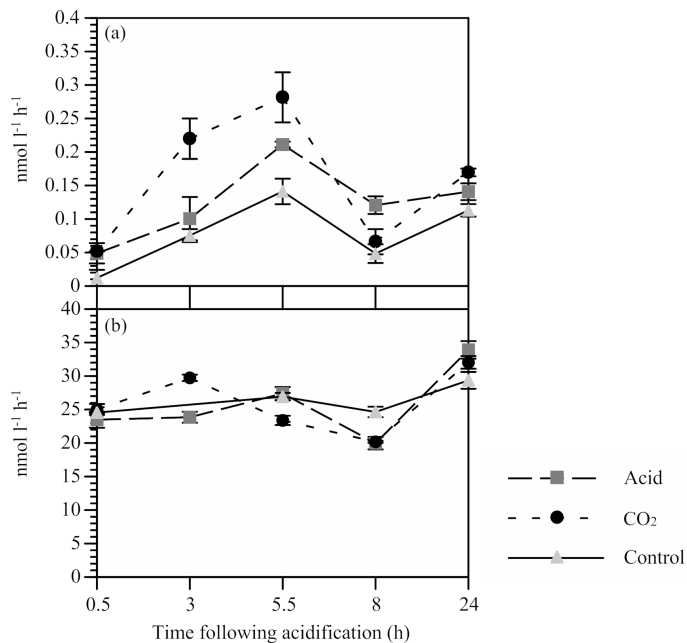 (a)
0.4
0.35
0.3
0.25
0.2
0.15
0.1
0.05
0
nmol l⁻¹ h⁻¹
(b)
40
35
30
25
20
15
10
5
0
nmol l⁻¹ h⁻¹
0.5 3 5.5 8 24
Time following acidification (h)
Acid
CO₂
Control